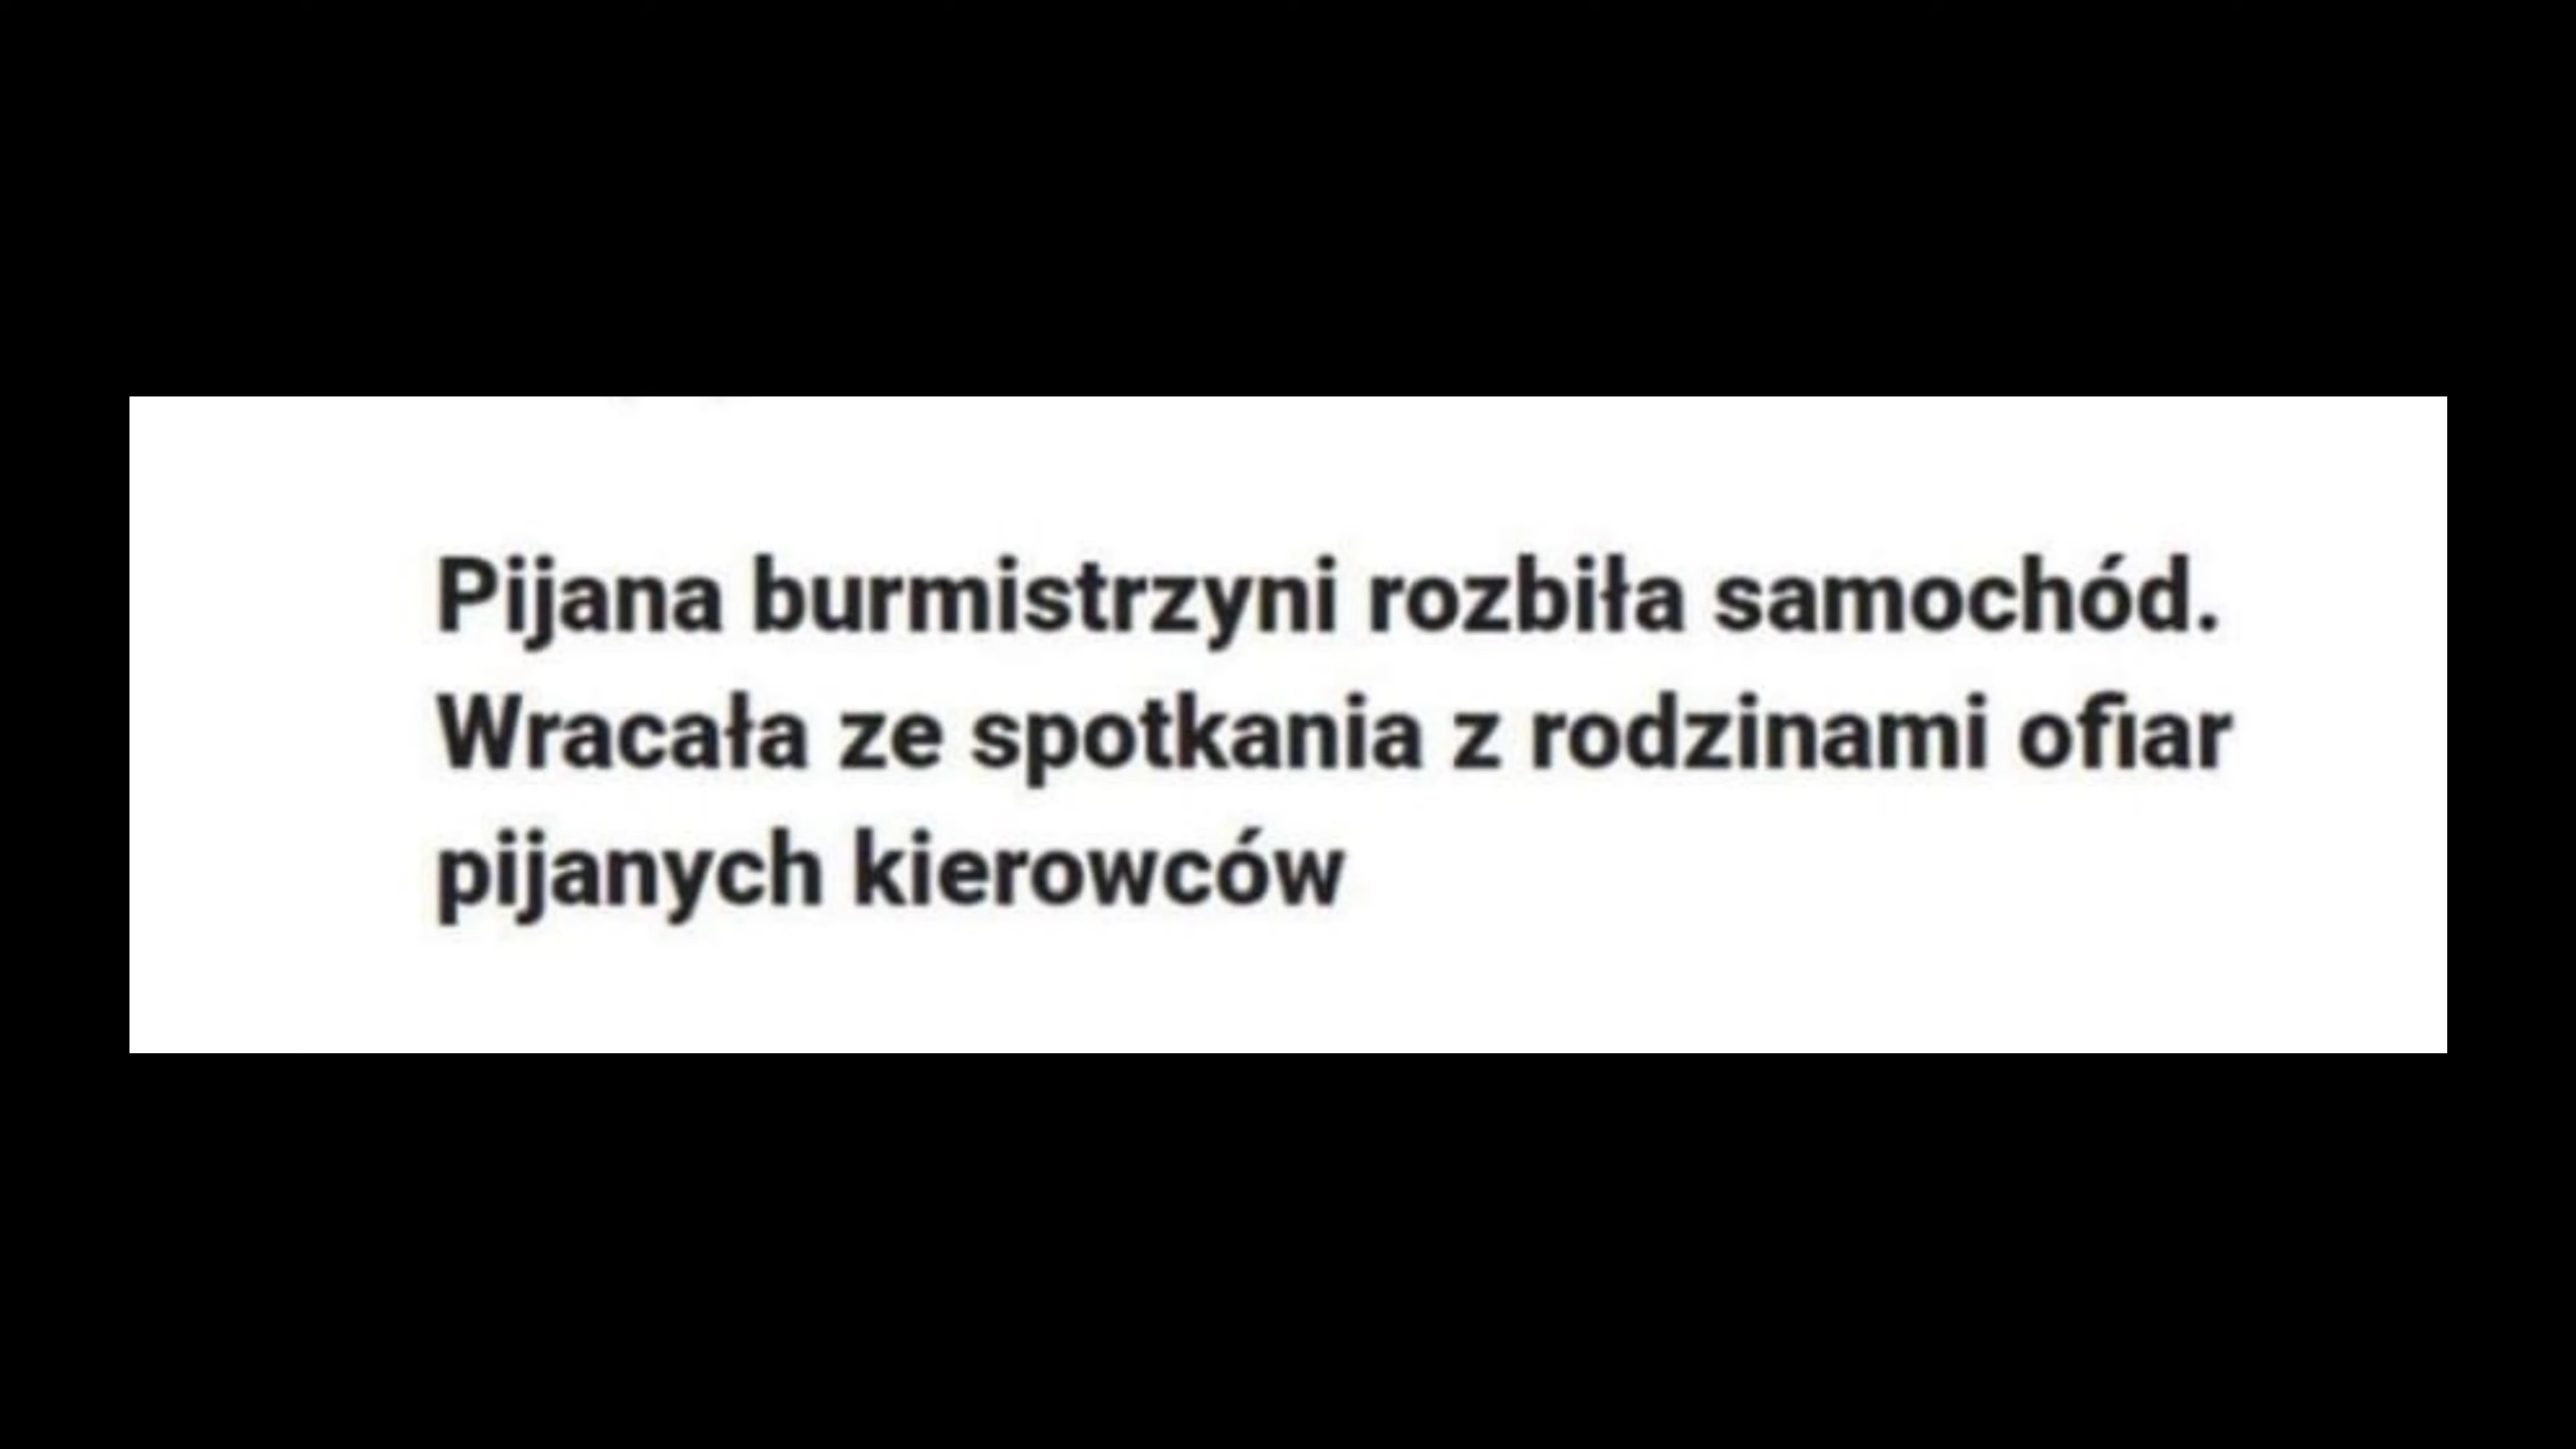 Pijana burmistrzyni rozbiła samochód.
Wracała ze spotkania z rodzinami ofiar
pijanych kierowców